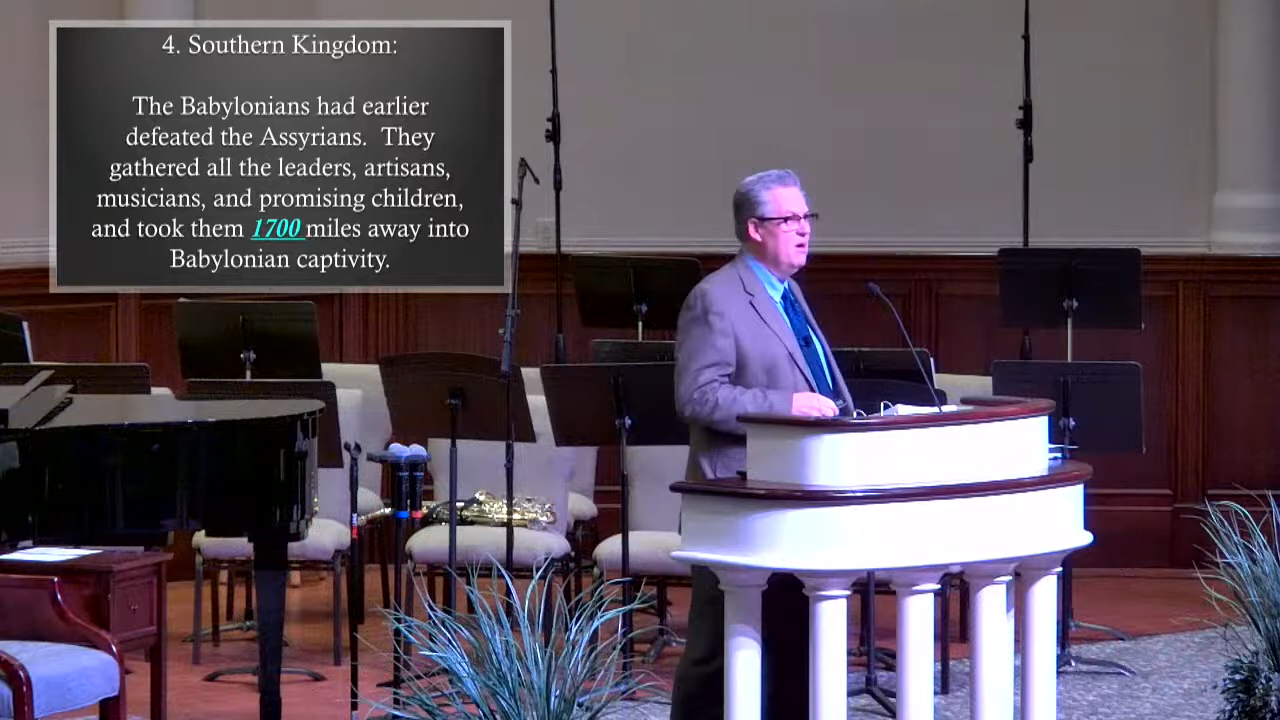 4. Southern Kingdom:
The Babylonians had earlier
defeated the Assyrians. They
gathered all the leaders, artisans,
musicians, and promising children,
and took them 1700 miles away into
Babylonian captivity.